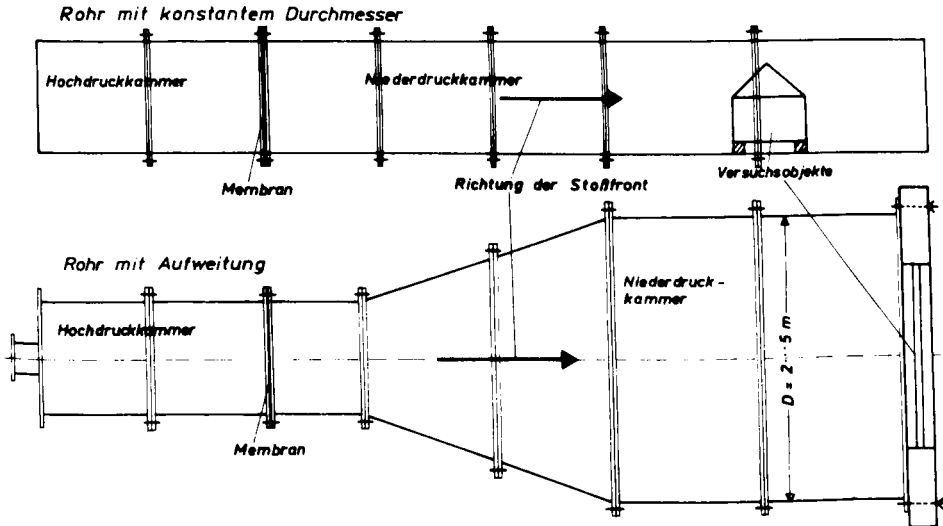 Rohr mit konstantem Durchmesser
Hochdruckkammer
Niederdruckkammer
Membran
Richtung der Stoßfront
Versuchsobjekte
Rohr mit Aufweitung
Hochdruckkammer
Niederdruck-
kammer
D = 2...5 m
Membran